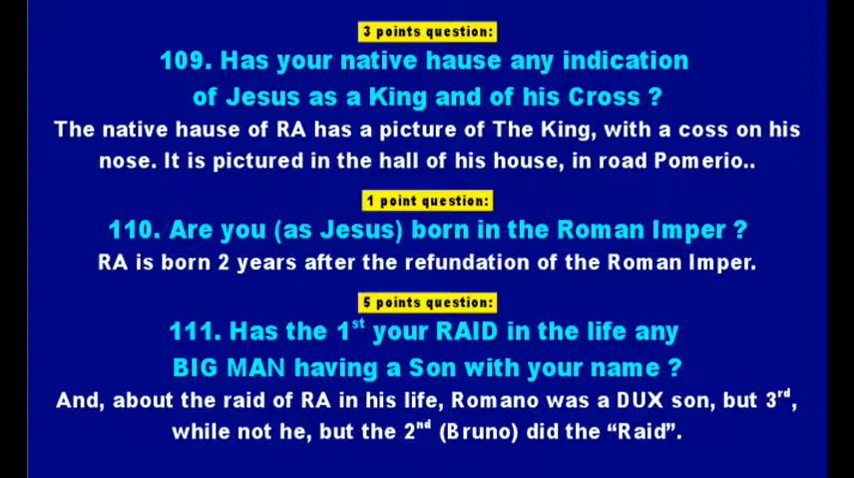 3 points question:
109. Has your native hause any indication
of Jesus as a King and of his Cross ?
The native hause of RA has a picture of The King, with a coss on his
nose. It is pictured in the hall of his house, in road Pomerio..
1 point question:
110. Are you (as Jesus) born in the Roman Imper ?
RA is born 2 years after the refundation of the Roman Imper.
5 points question:
111. Has the 1st your RAID in the life any
BIG MAN having a Son with your name ?
And, about the raid of RA in his life, Romano was a DUX son, but 3rd,
while not he, but the 2nd (Bruno) did the “Raid”.